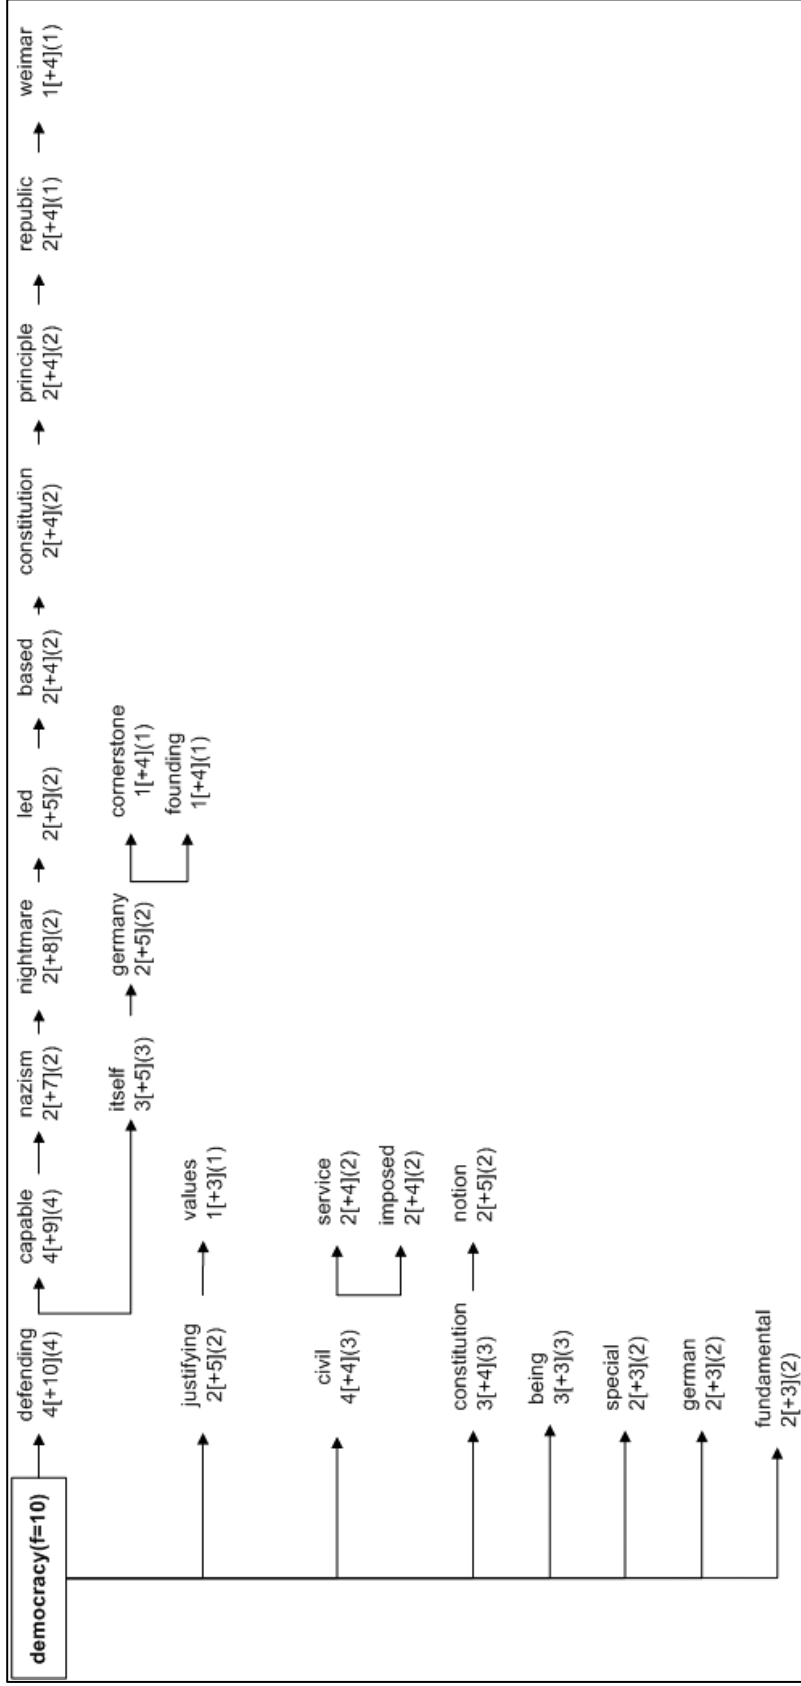 democracy(f=10)
defending
4[+10](4)
capable
4[+9](4)
nazism
2[+7](2)
nightmare
2[+8](2)
led
2[+5](2)
based
2[+4](2)
constitution
2[+4](2)
principle
2[+4](2)
republic
2[+4](1)
weimar
1[+4](1)
itself
3[+5](3)
germany
2[+5](2)
cornerstone
1[+4](1)
founding
1[+4](1)
justifying
2[+5](2)
values
1[+3](1)
civil
4[+4](3)
service
2[+4](2)
imposed
2[+4](2)
constitution
3[+4](3)
notion
2[+5](2)
being
3[+3](3)
special
2[+3](2)
german
2[+3](2)
fundamental
2[+3](2)